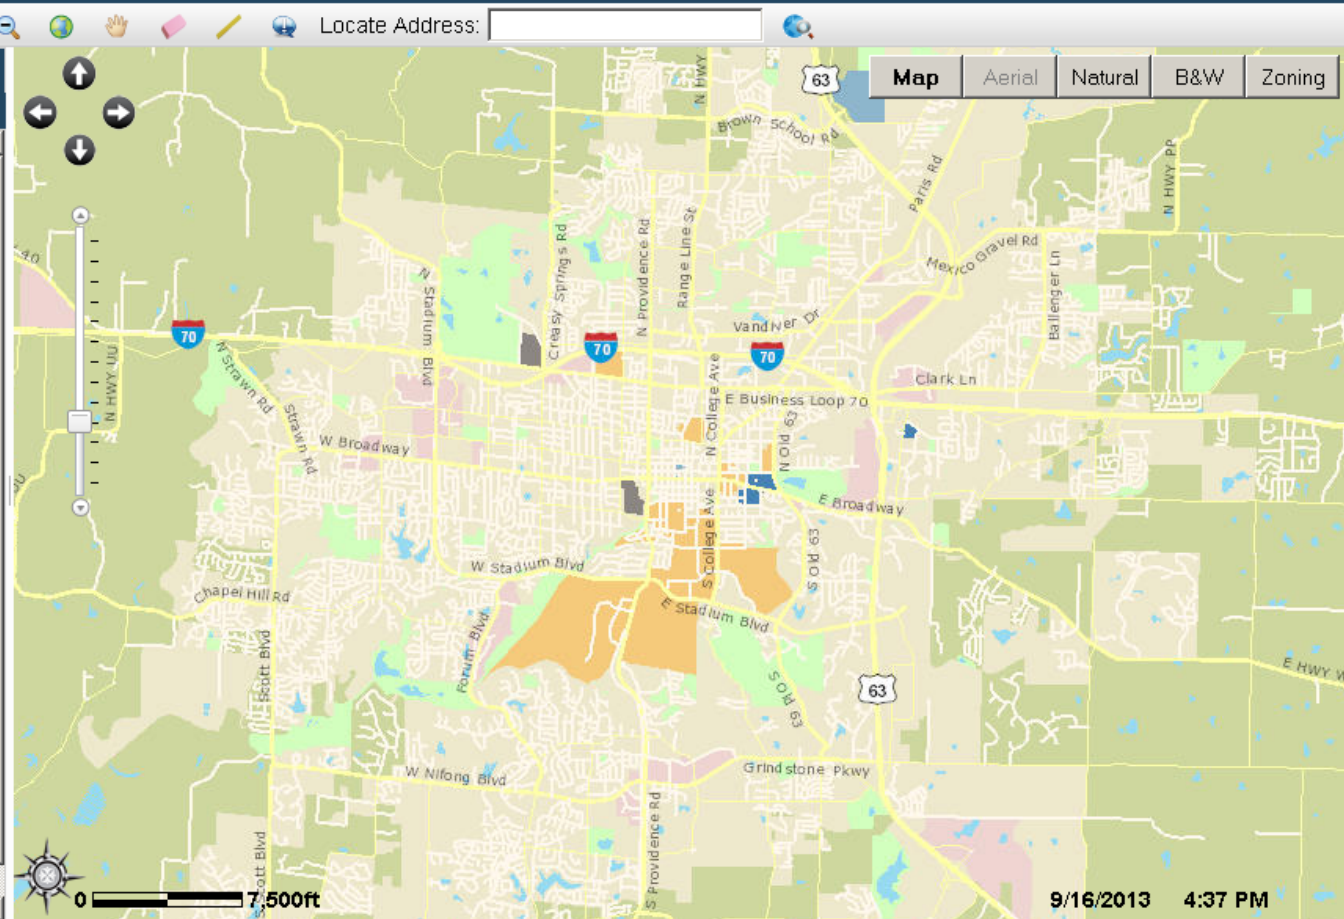 Locate Address:
Map
Aerial
Natural
B&W
Zoning
63
N HWY
Brown School Rd
Paris Rd
N HWY PP
Mexico Gravel Rd
Ballenger Ln
40
Creasy Springs Rd
N Providence Rd
Range Line St
N Stadium Blvd
Vandiver Dr
70
70
70
N HWY UU
N Strawn Rd
Strawn Rd
Clark Ln
E Business Loop 70
N College Ave
N Old 63
W Broadway
UU
E Broadway
S College Ave
S Old 63
W Stadium Blvd
Chapel Hill Rd
E Stadium Blvd
Forum Blvd
Scott Blvd
S Old 63
63
E HWY W
W Nifong Blvd
Grindstone Pkwy
S Providence Rd
S Scott Blvd
0 7,500ft
9/16/2013 4:37 PM